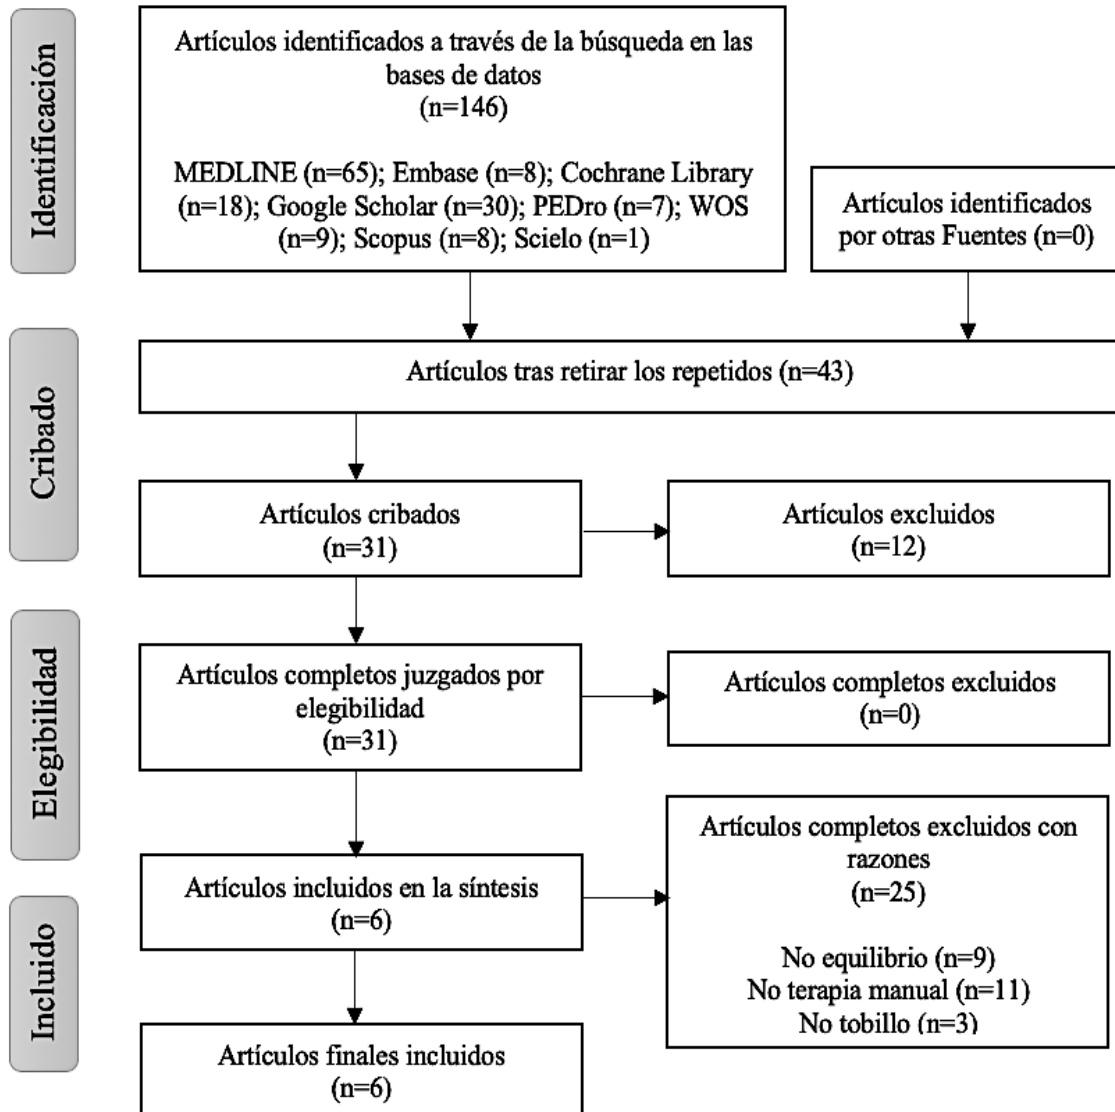 Identificación
Artículos identificados a través de la búsqueda en las
bases de datos
(n=146)
MEDLINE (n=65); Embase (n=8); Cochrane Library
(n=18); Google Scholar (n=30); PEDro (n=7); WOS
(n=9); Scopus (n=8); Scielo (n=1)
Artículos identificados
por otras Fuentes (n=0)
Cribado
Artículos tras retirar los repetidos (n=43)
Artículos cribados
(n=31)
Artículos excluidos
(n=12)
Elegibilidad
Artículos completos juzgados por
elegibilidad
(n=31)
Artículos completos excluidos
(n=0)
Artículos incluidos en la síntesis
(n=6)
Artículos completos excluidos con
razones
(n=25)
No equilibrio (n=9)
No terapia manual (n=11)
No tobillo (n=3)
Incluido
Artículos finales incluidos
(n=6)